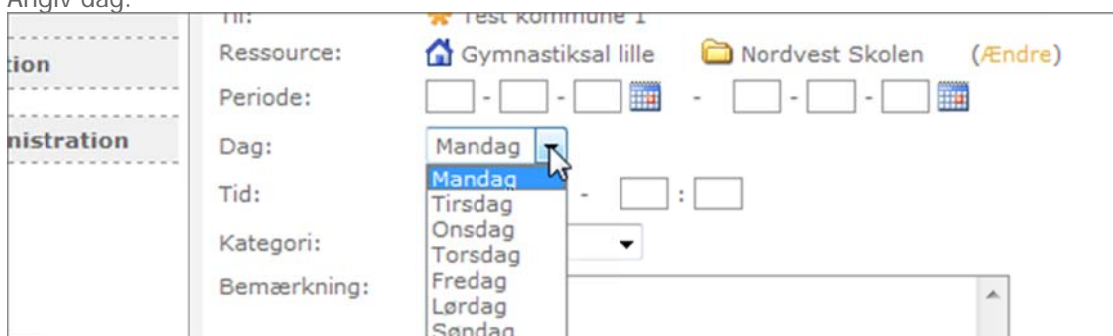 Angiv dag:
Til: Test kommune 1
Ressource: Gymnastiksal lille Nordvest Skolen (Ændre)
tion
Periode: - - - - -
nistration
Dag: Mandag
Mandag
Tid: - :
Tirsdag
Onsdag
Kategori:
Torsdag
Fredag
Bemærkning:
Lørdag
Søndag